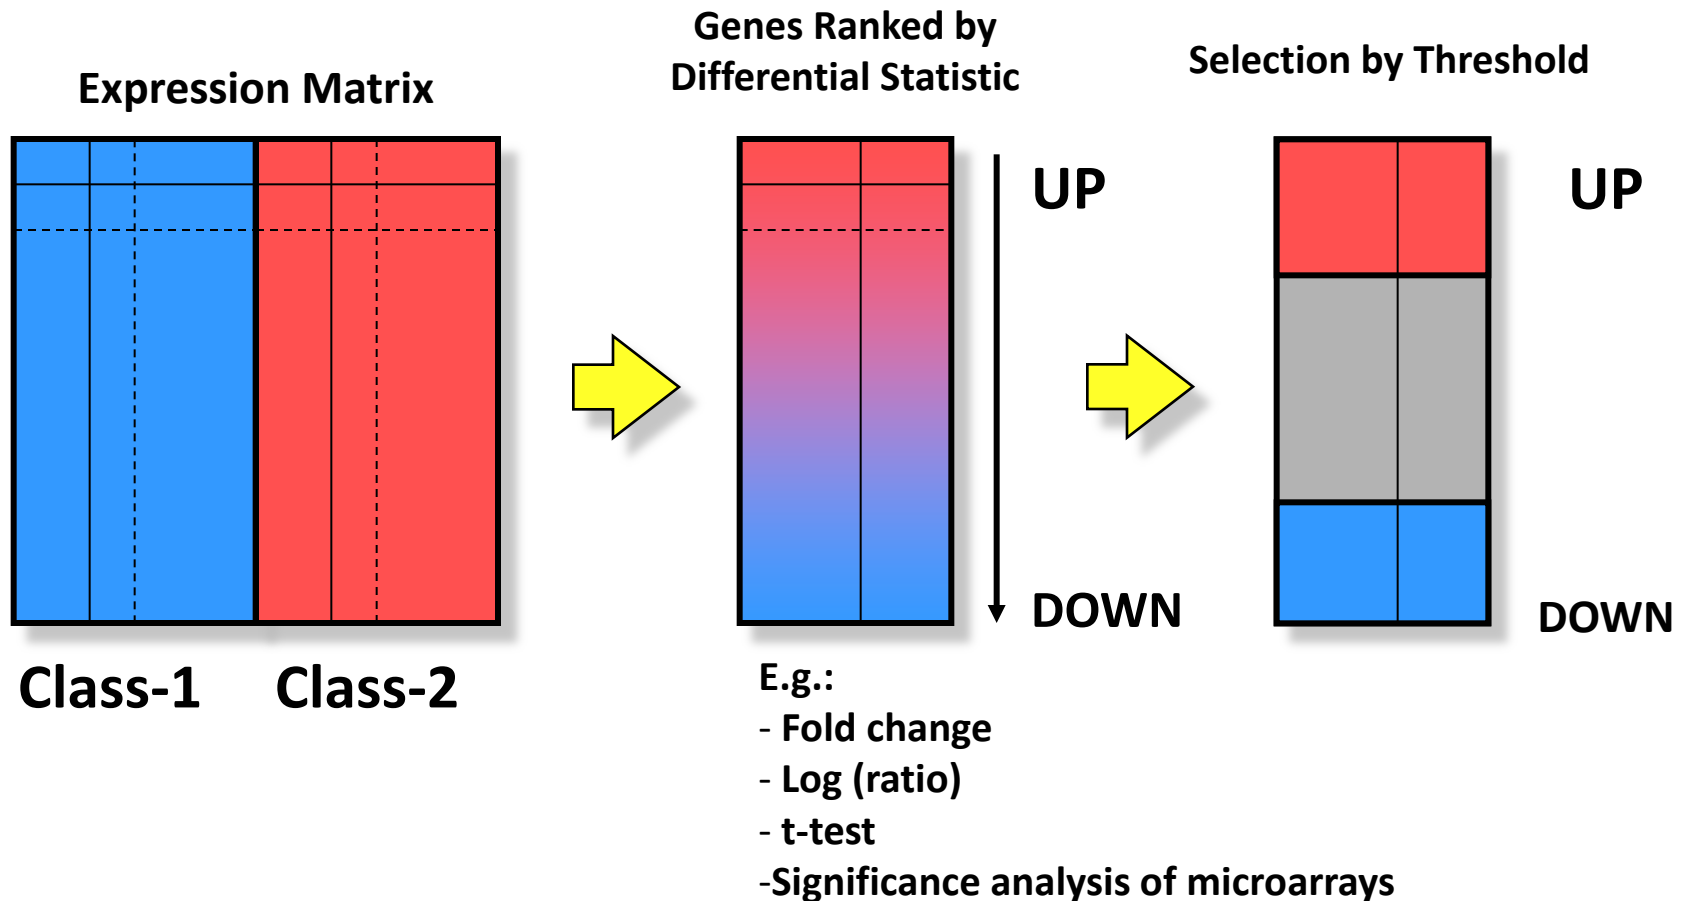 Expression Matrix
Genes Ranked by
Differential Statistic
Selection by Threshold
UP
DOWN
UP
DOWN
Class-1
Class-2
E.g.:
- Fold change
- Log (ratio)
- t-test
-Significance analysis of microarrays